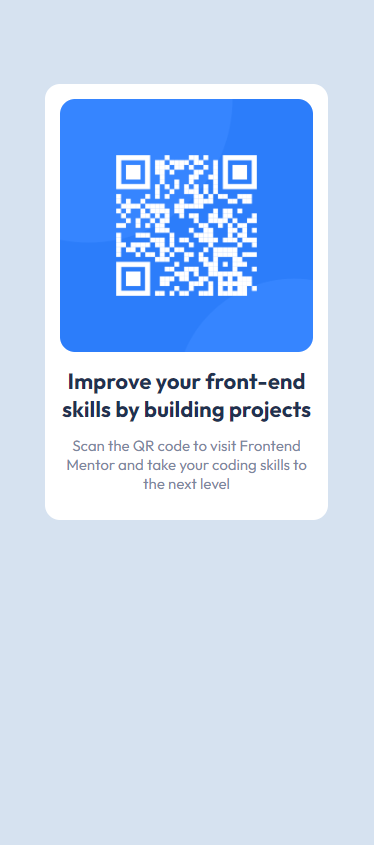 Improve your front-end
skills by building projects
Scan the QR code to visit Frontend
Mentor and take your coding skills to
the next level